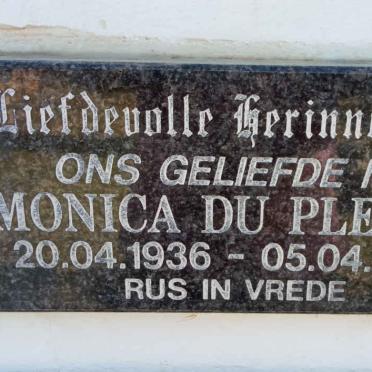 Liefdevolle Herinn
ONS GELIEFDE
MONICA DU PLE
20.04.1936 - 05.04.
RUS IN VREDE